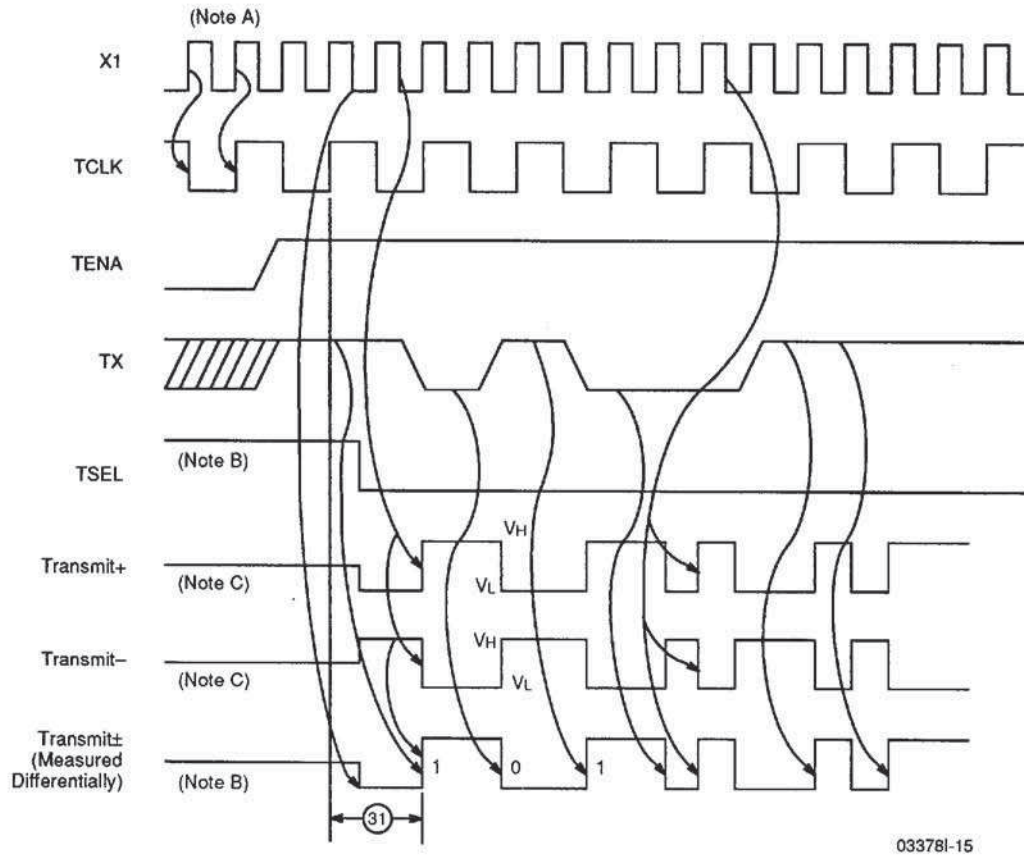 (Note A)
X1
TCLK
TENA
TX
TSEL
(Note B)
VH
Transmit+
(Note C)
VL
VH
Transmit–
(Note C)
VL
Transmit±
(Measured
Differentially)
(Note B)
1
0
1
31
03378I-15